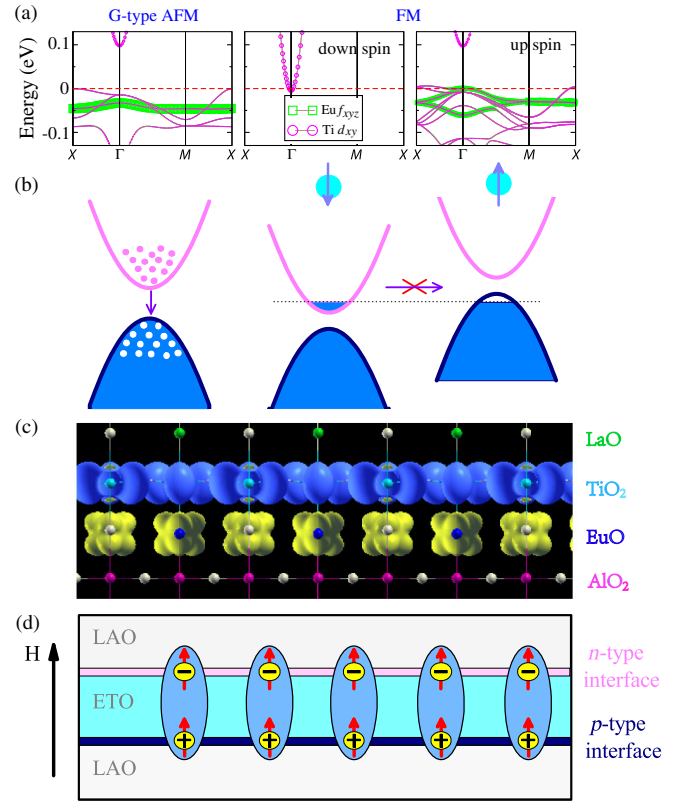 (a)
G-type AFM
FM
Energy (eV)
0.1
0
-0.1
down spin
up spin
Eu fxyz
Ti dxy
X Γ M X
X Γ M X
X Γ M X
(b)
(c)
LaO
TiO2
EuO
AlO2
(d)
H
LAO
ETO
LAO
n-type
interface
p-type
interface